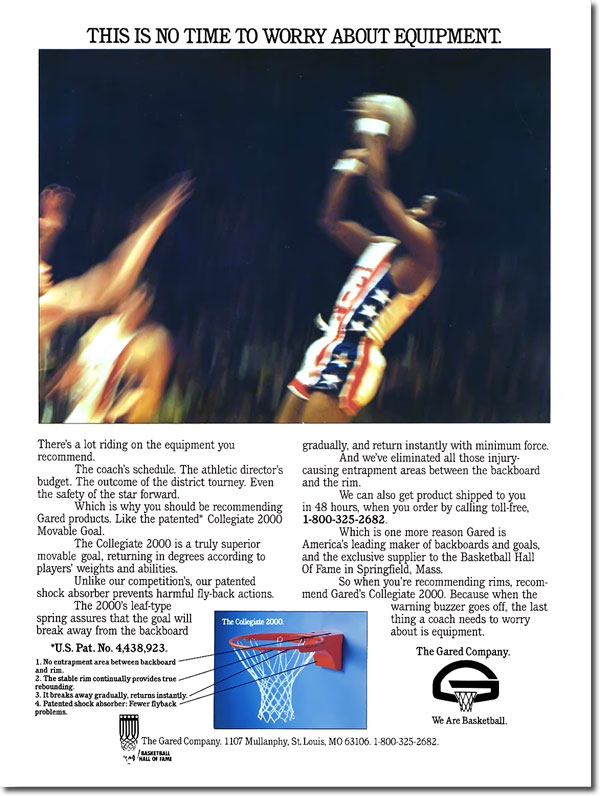 THIS IS NO TIME TO WORRY ABOUT EQUIPMENT.
There's a lot riding on the equipment you
recommend.
The coach's schedule. The athletic director's
budget. The outcome of the district tourney. Even
the safety of the star forward.
Which is why you should be recommending
Gared products. Like the patented* Collegiate 2000
Movable Goal.
The Collegiate 2000 is a truly superior
movable goal, returning in degrees according to
players' weights and abilities.
Unlike our competition's, our patented
shock absorber prevents harmful fly-back actions.
The 2000's leaf-type
spring assures that the goal will
break away from the backboard
gradually, and return instantly with minimum force.
And we've eliminated all those injury-
causing entrapment areas between the backboard
and the rim.
We can also get product shipped to you
in 48 hours, when you order by calling toll-free,
1-800-325-2682.
Which is one more reason Gared is
America's leading maker of backboards and goals,
and the exclusive supplier to the Basketball Hall
Of Fame in Springfield, Mass.
So when you're recommending rims, recom-
mend Gared's Collegiate 2000. Because when the
warning buzzer goes off, the last
thing a coach needs to worry
about is equipment.
*U.S. Pat. No. 4,438,923.
1. No entrapment area between backboard
and rim.
2. The stable rim continually provides true
rebounding.
3. It breaks away gradually, returns instantly.
4. Patented shock absorber: Fewer flyback
problems.
The Collegiate 2000.
The Gared Company.
We Are Basketball.
The Gared Company. 1107 Mullanphy, St. Louis, MO 63106. 1-800-325-2682.
BASKETBALL
HALL OF FAME